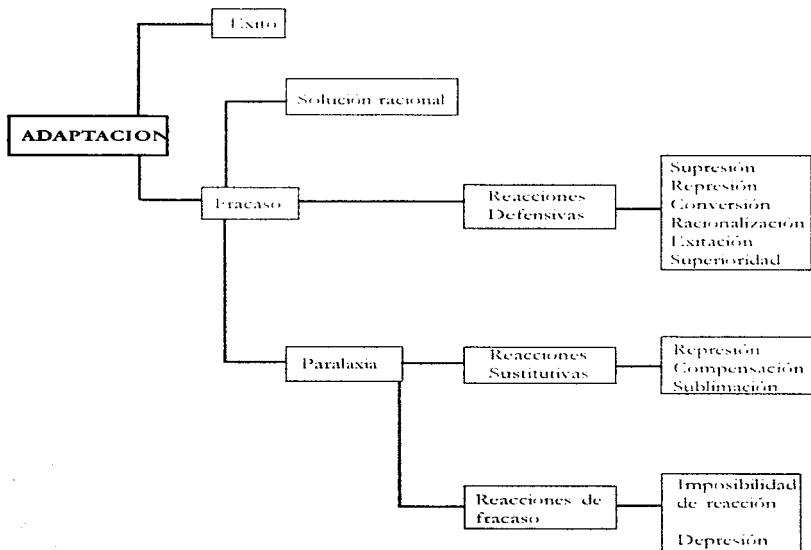 Exito
Solución racional
ADAPTACION
Fracaso
Reacciones
Defensivas
Supresión
Represión
Conversión
Racionalización
Exitación
Superioridad
Paralaxia
Reacciones
Sustitutivas
Represión
Compensación
Sublimación
Reacciones de
fracaso
Imposibilidad
de reacción
Depresión